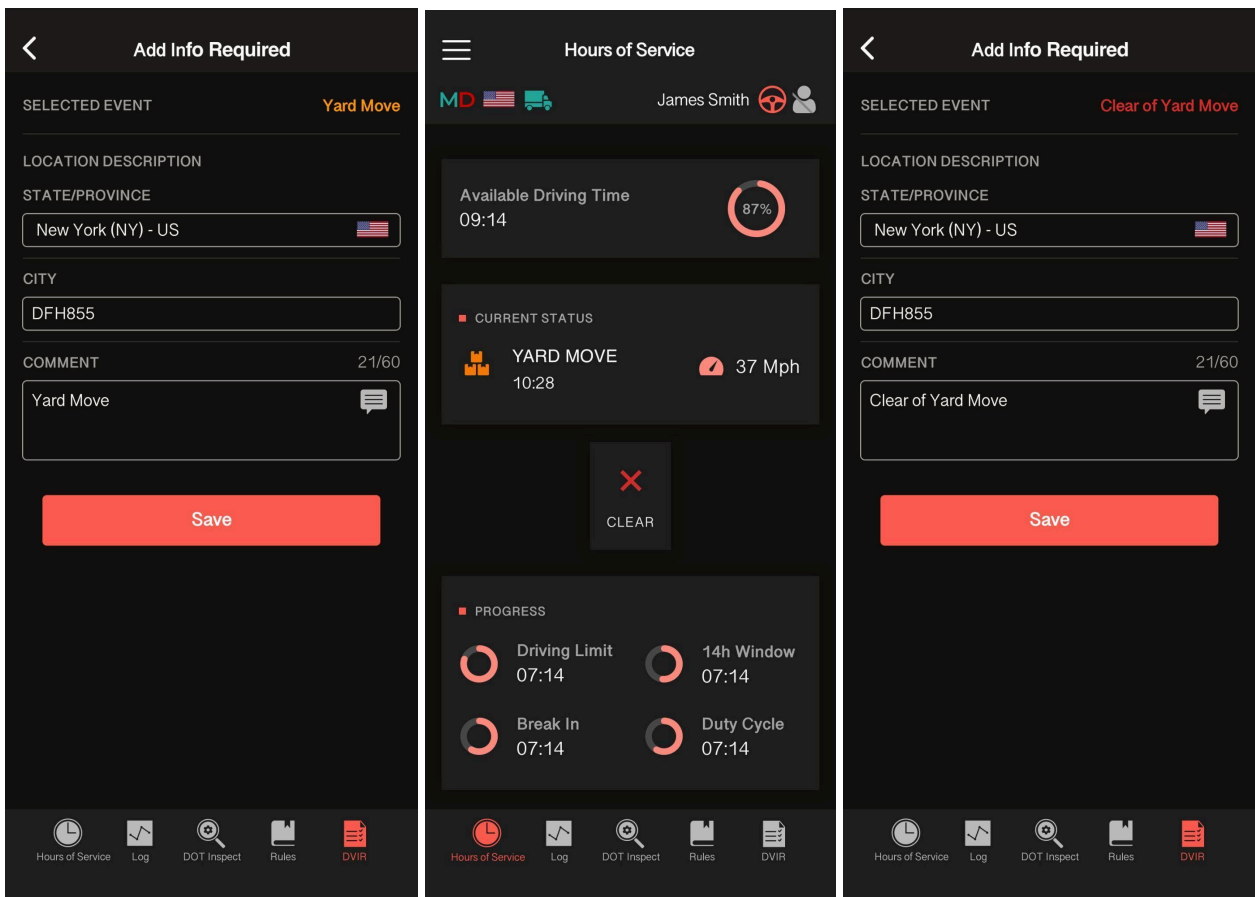 Add Info Required
SELECTED EVENT Yard Move
LOCATION DESCRIPTION
STATE/PROVINCE
New York (NY) - US
CITY
DFH855
COMMENT 21/60
Yard Move
Save
Hours of Service Log DOT Inspect Rules DVIR
Hours of Service
MD James Smith
Available Driving Time
09:14
87%
CURRENT STATUS
YARD MOVE
10:28
37 Mph
CLEAR
PROGRESS
Driving Limit
07:14
14h Window
07:14
Break In
07:14
Duty Cycle
07:14
Hours of Service Log DOT Inspect Rules DVIR
Add Info Required
SELECTED EVENT Clear of Yard Move
LOCATION DESCRIPTION
STATE/PROVINCE
New York (NY) - US
CITY
DFH855
COMMENT 21/60
Clear of Yard Move
Save
Hours of Service Log DOT Inspect Rules DVIR